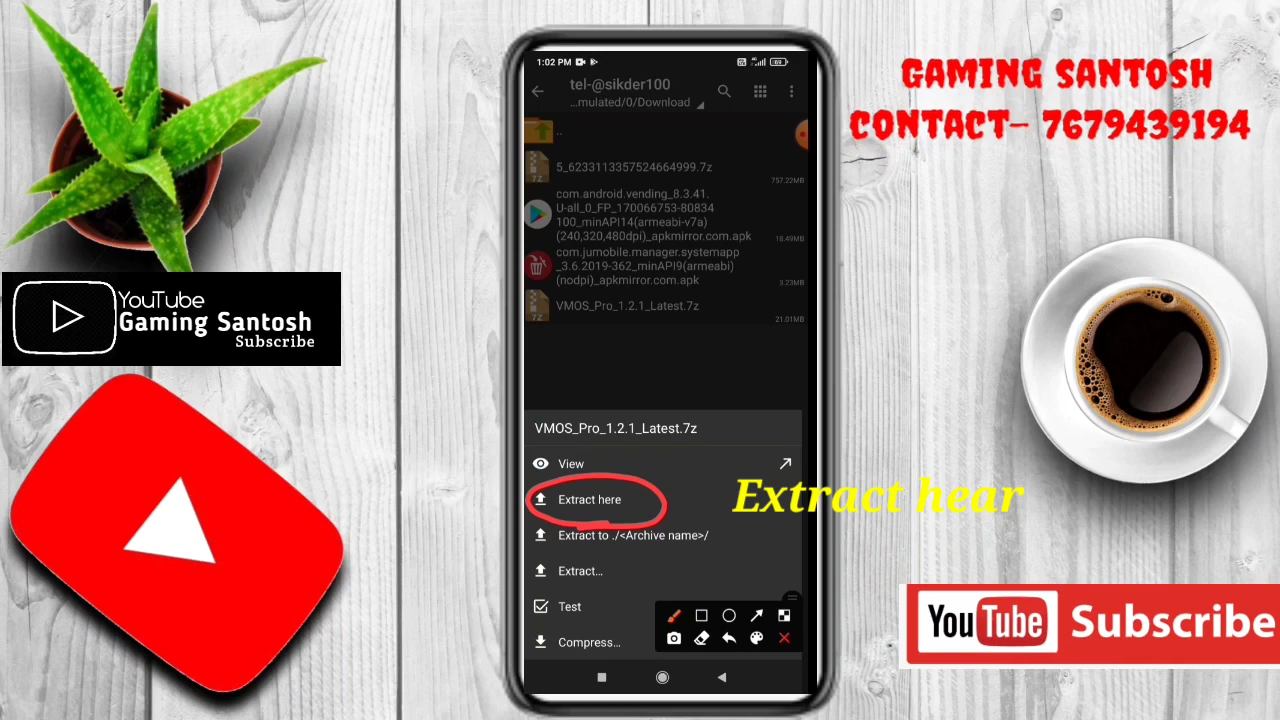 GAMING SANTOSH
CONTACT- 7679439194
YouTube
Gaming Santosh
Subscribe
1:02 PM
69
tel-@sikder100
...mulated/0/Download
..
5_6233113357524664999.7z
757.22MB
com.android.vending_8.3.41.
U-all_0_FP_170066753-80834
100_minAPI14(armeabi-v7a)
(240,320,480dpi)_apkmirror.com.apk
18.49MB
com.jumobile.manager.systemapp
_3.6.2019-362_minAPI9(armeabi)
(nodpi)_apkmirror.com.apk
3.23MB
VMOS_Pro_1.2.1_Latest.7z
21.01MB
VMOS_Pro_1.2.1_Latest.7z
View
Extract here
Extract hear
Extract to ./<Archive name>/
Extract...
Test
Compress...
YouTube Subscribe